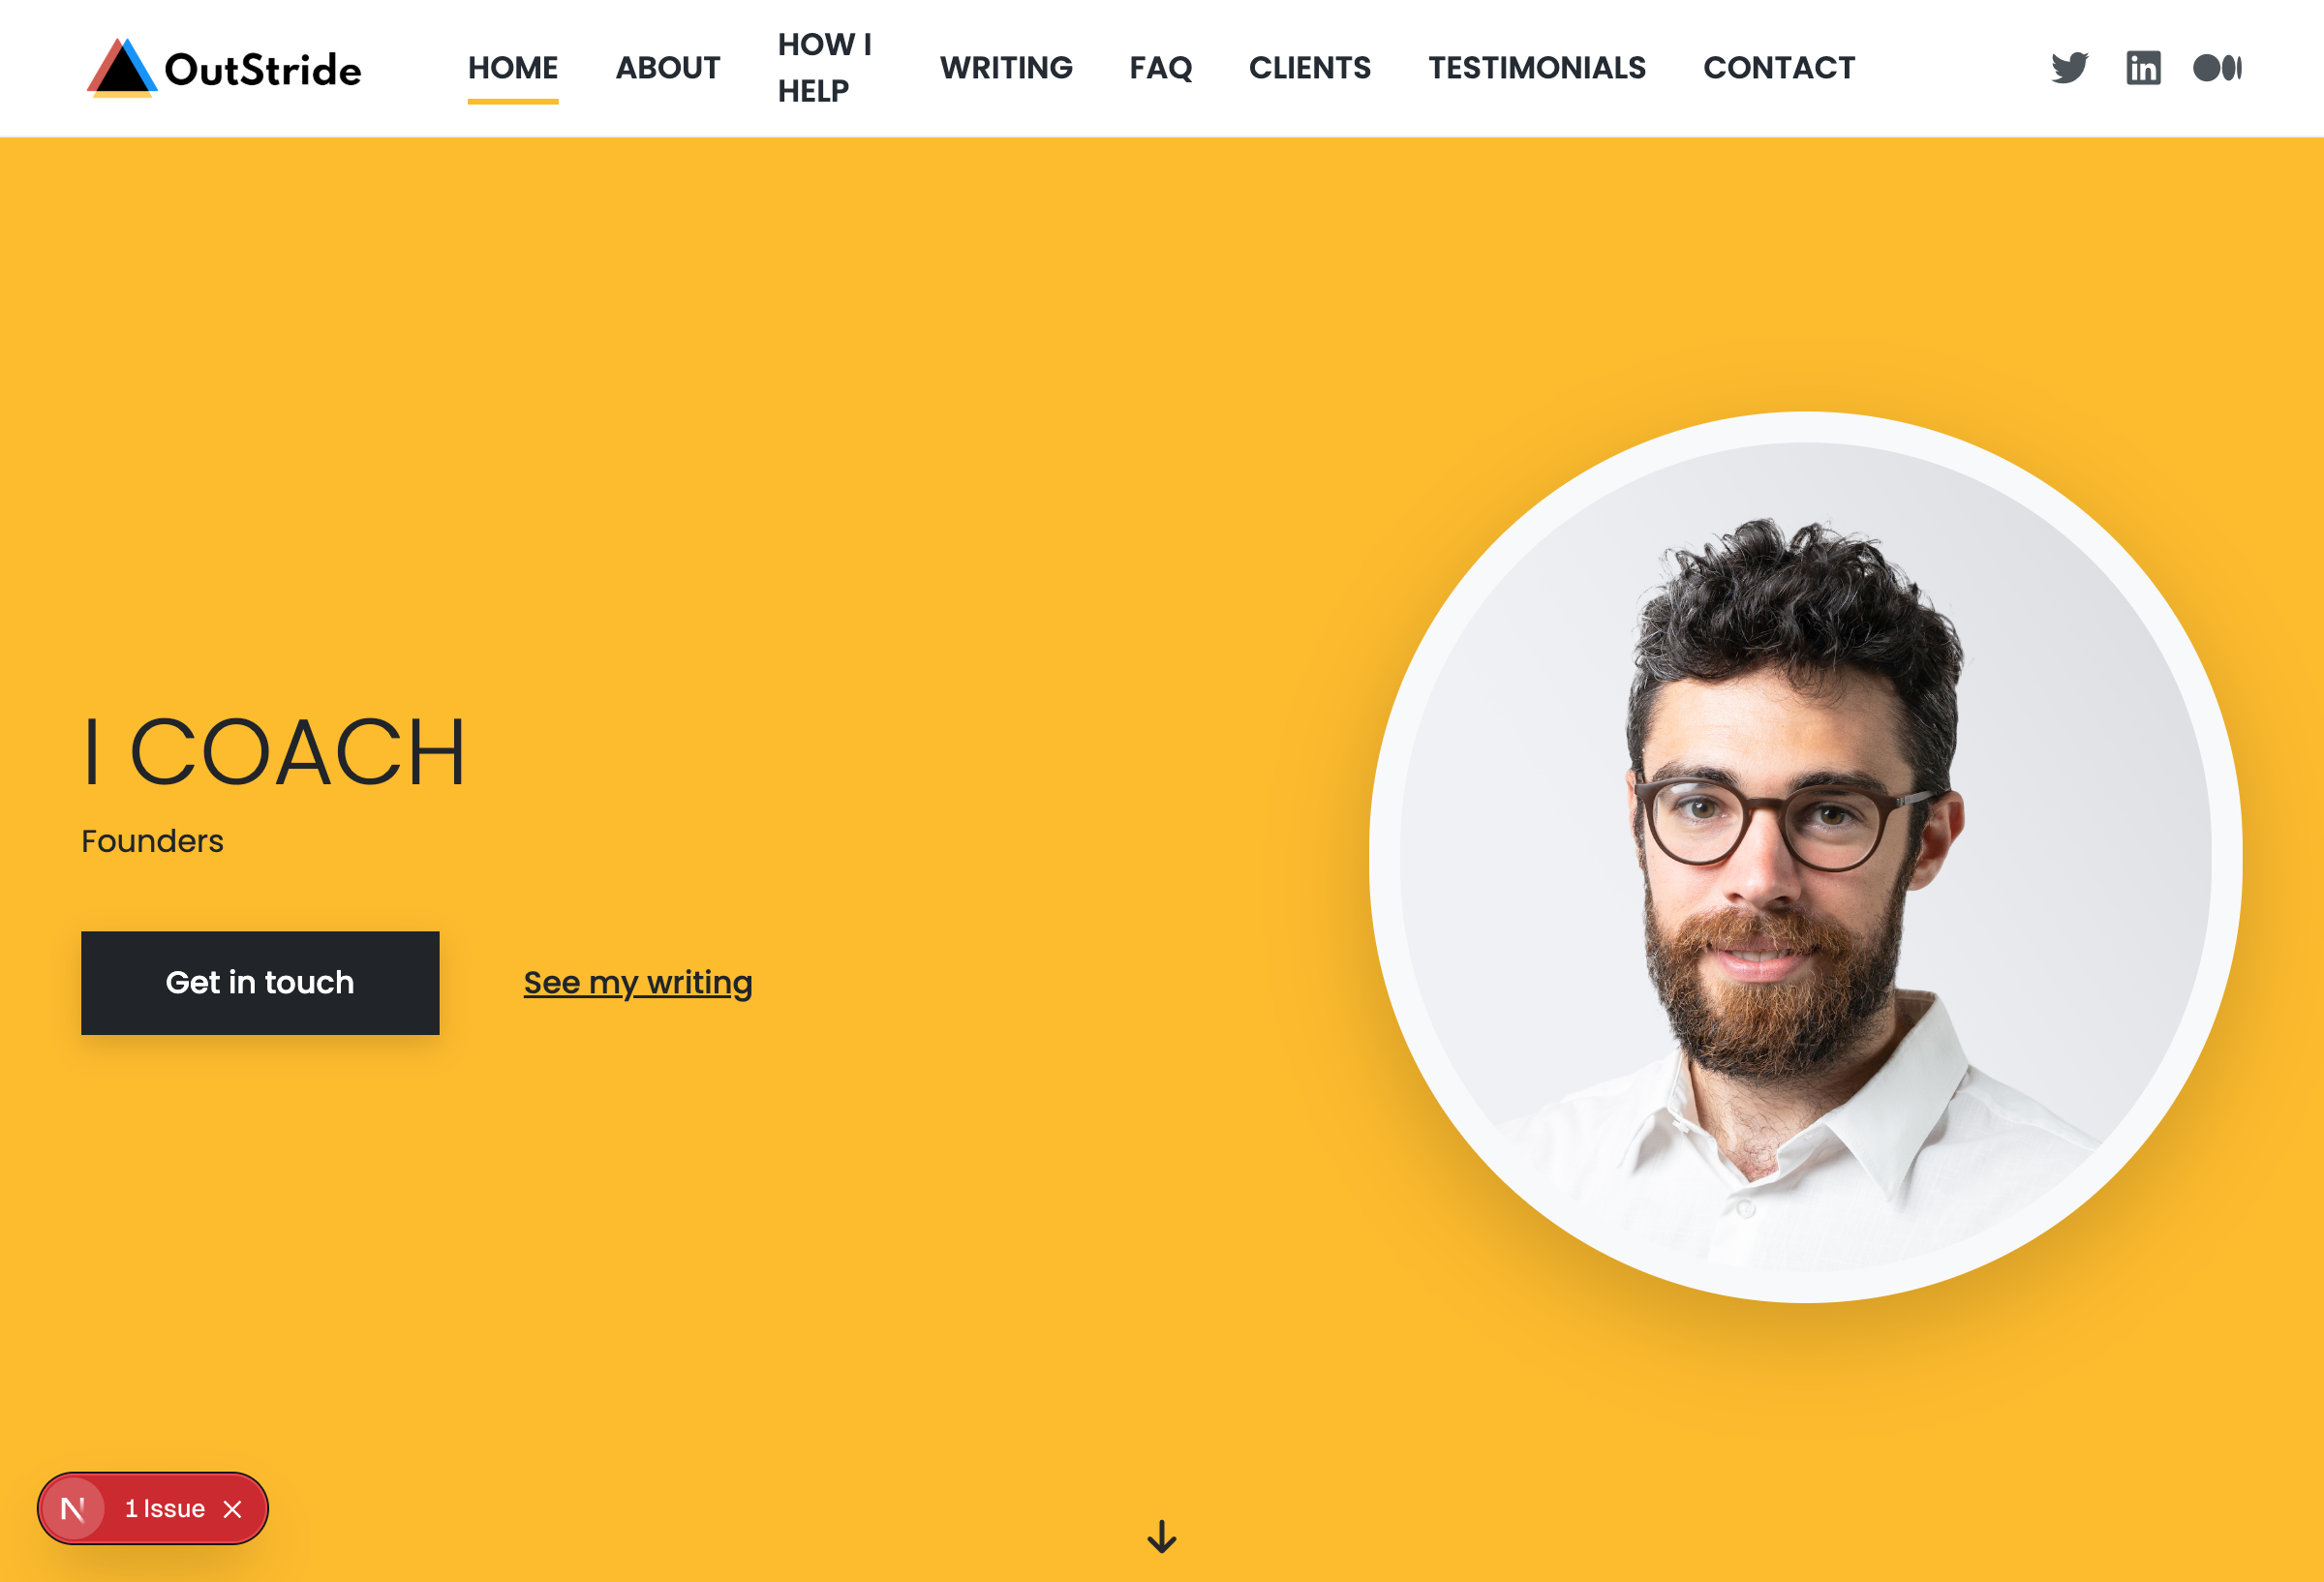 OutStride
HOME
ABOUT
HOW I
HELP
WRITING
FAQ
CLIENTS
TESTIMONIALS
CONTACT
in
I COACH
Founders
Get in touch
See my writing
N
1 Issue